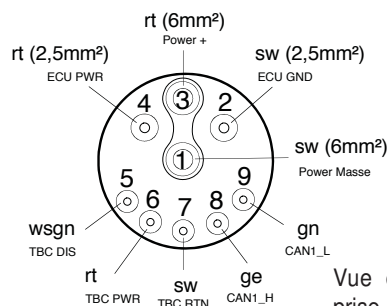 rt (6mm²)
Power +
rt (2,5mm²)
ECU PWR
sw (2,5mm²)
ECU GND
4
3
2
1
sw (6mm²)
Power Masse
5
6
7
8
9
wsgn
TBC DIS
rt
TBC PWR
sw
TBC RTN
ge
CAN1_H
gn
CAN1_L
Vue